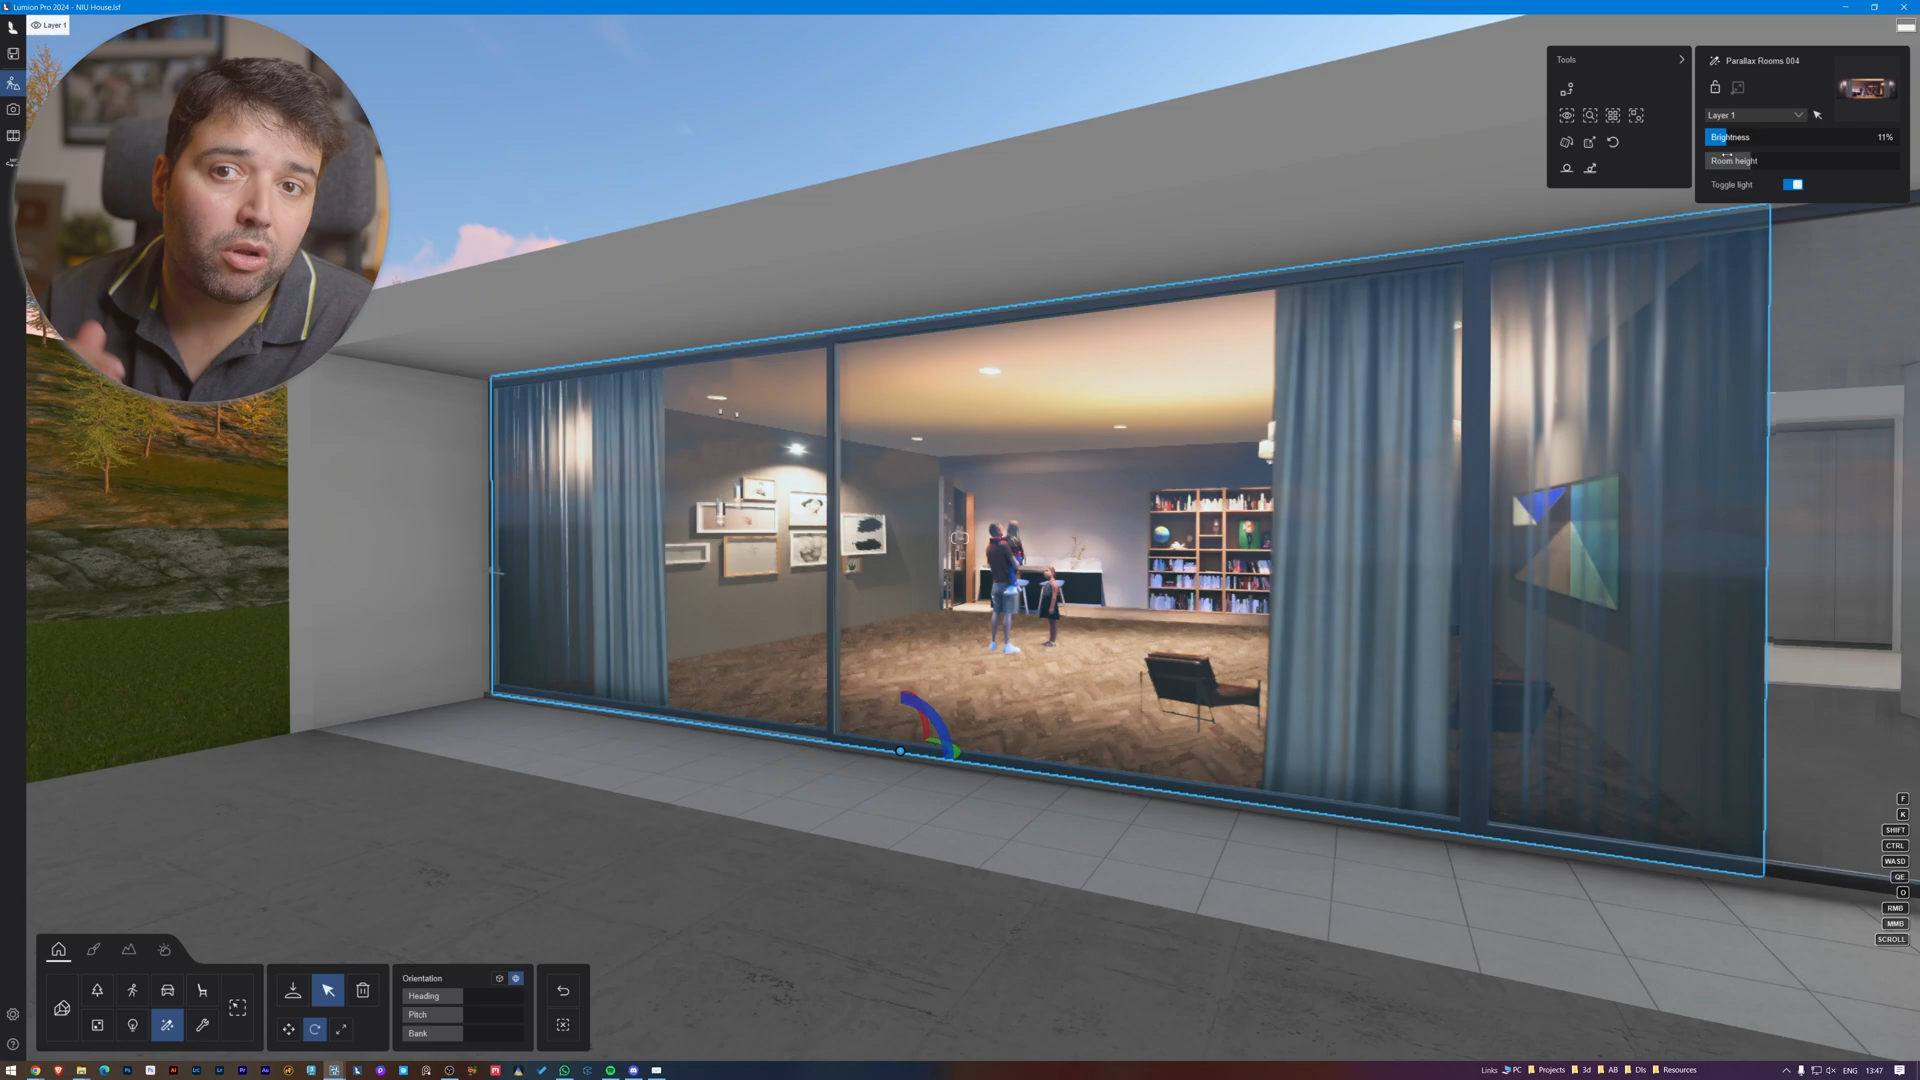 Lumion Pro 2024 - NIU House.lsf
Layer 1
Tools
Parallax Rooms 004
Layer 1
Brightness 11%
Room height
Toggle light
F
K
SHIFT
CTRL
WASD
QE
O
RMB
MMB
SCROLL
Orientation
Heading
Pitch
Bank
Links PC Projects 3d AB DIs Resources
ENG 13:47